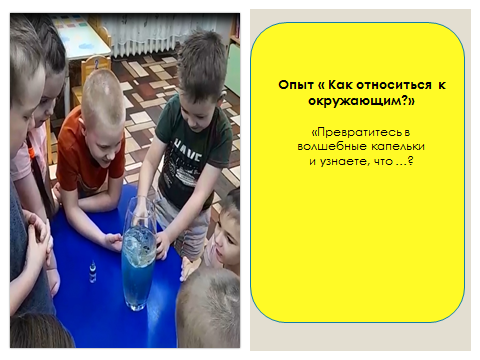 Опыт « Как относиться к
окружающим?»
«Превратитесь в
волшебные капельки
и узнаете, что …?